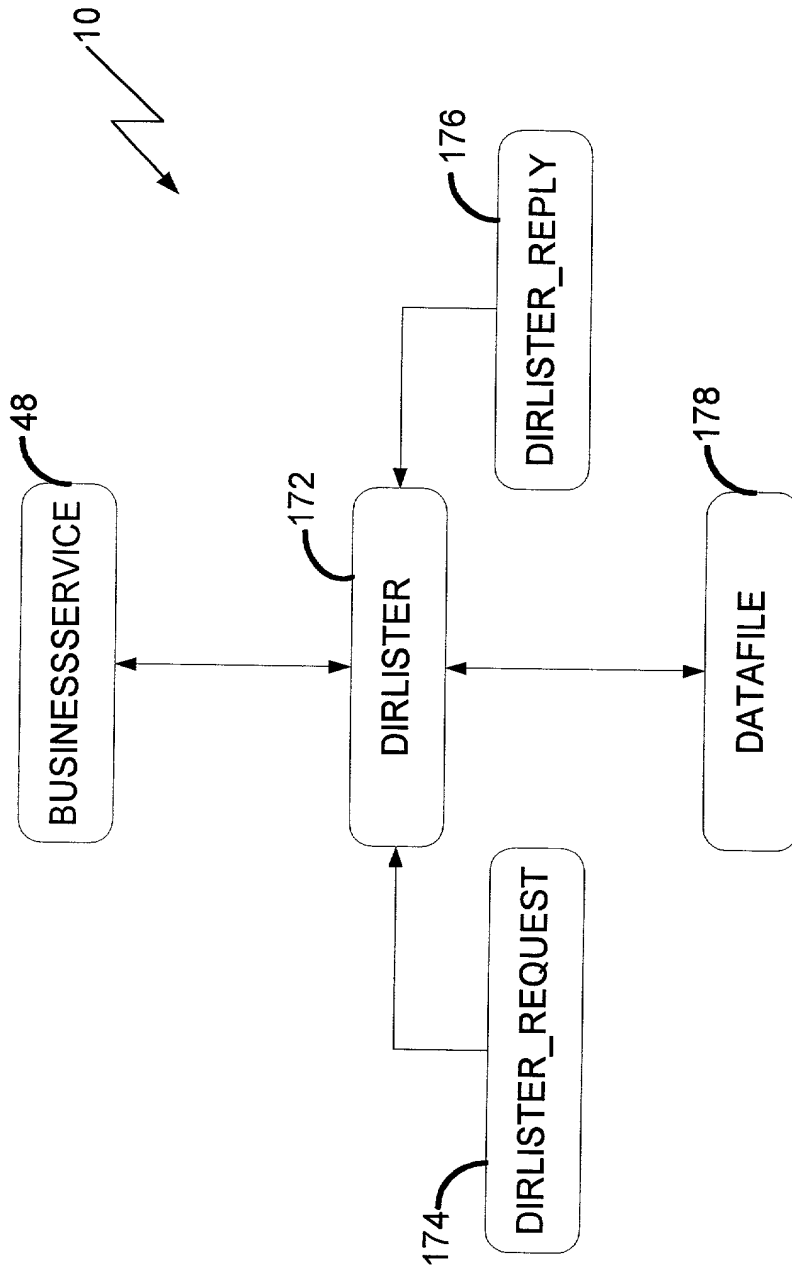 10
48
BUSINESSSERVICE
172
DIRLISTER
176
DIRLISTER_REPLY
174
DIRLISTER_REQUEST
178
DATAFILE